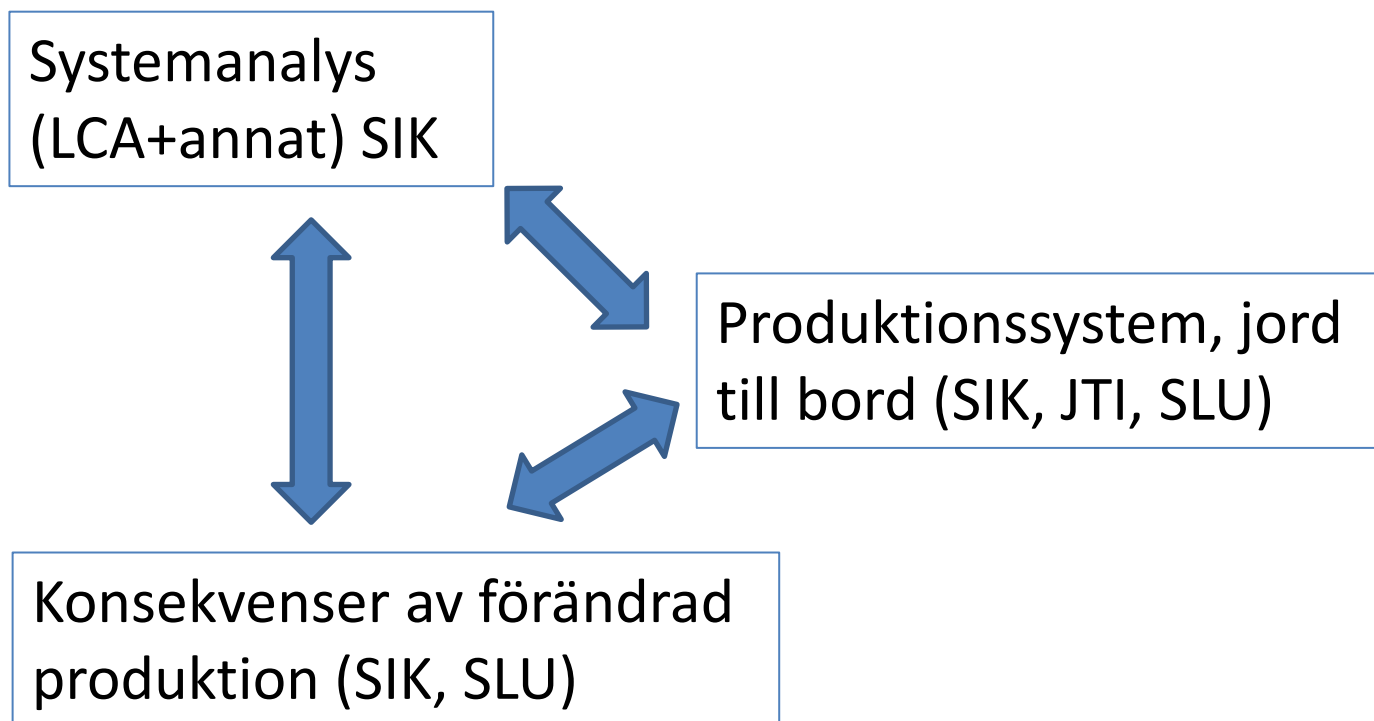 Systemanalys
(LCA+annat) SIK
Produktionssystem, jord
till bord (SIK, JTI, SLU)
Konsekvenser av förändrad
produktion (SIK, SLU)